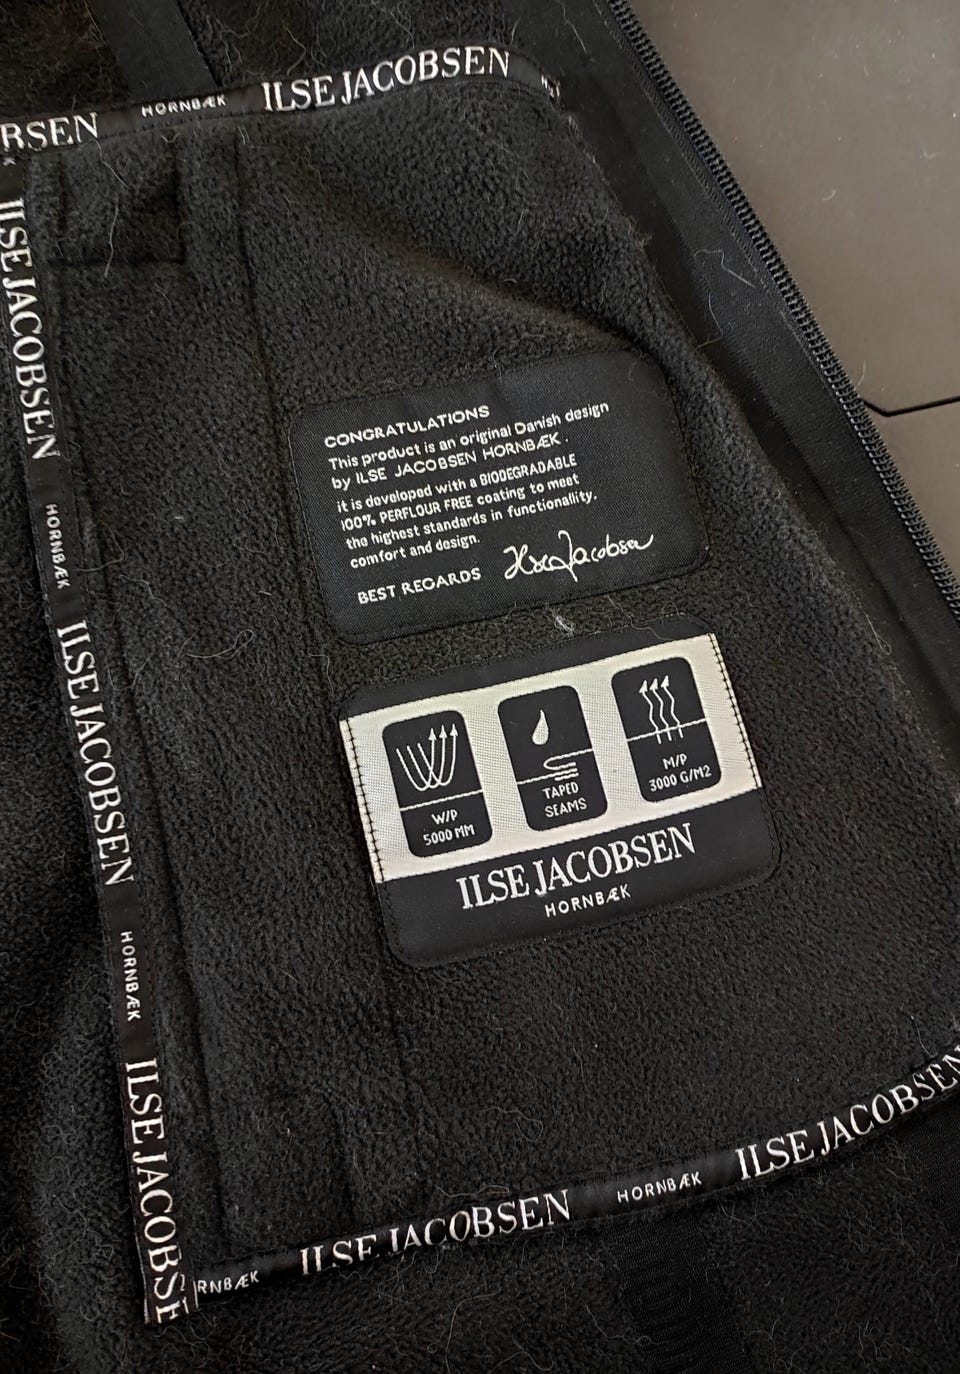 RSEN HORNBÆK ILSE JACOBSEN
ILSE JACOBSEN HORNBÆK ILSE JACOBSEN HORNBÆK ILSE JACOBSE
CONGRATULATIONS
This product is an original Danish design
by ILSE JACOBSEN HORNBÆK.
it is developed with a BIODEGRADABLE
100% PERFLOUR FREE coating to meet
the highest standards in functionallity,
comfort and design.
BEST REGARDS Ilse Jacobsen
W/P
5000 MM
TAPED
SEAMS
M/P
3000 G/M2
ILSE JACOBSEN
HORNBÆK
RNBÆK ILSE JACOBSEN HORNBÆK ILSE JACOBSEN